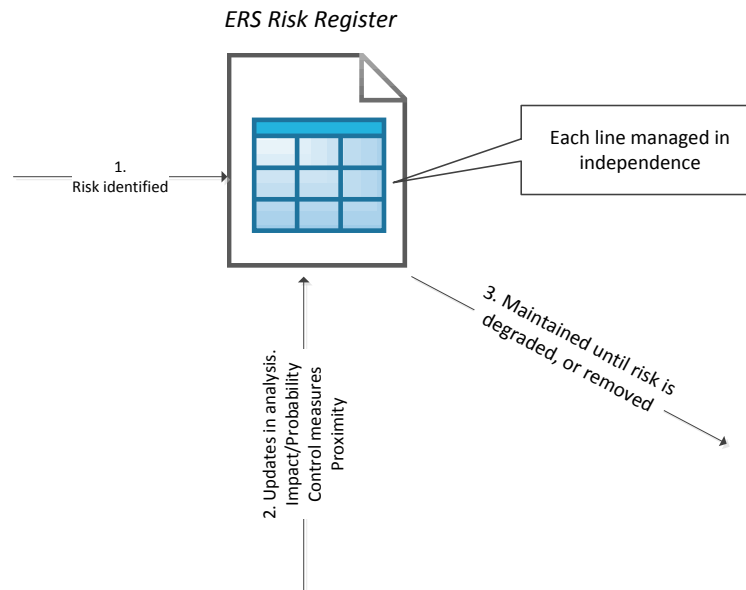 ERS Risk Register
Each line managed in
independence
1.
Risk identified
2. Updates in analysis.
Impact/Probability
Control measures
Proximity
3. Maintained until risk is
degraded, or removed